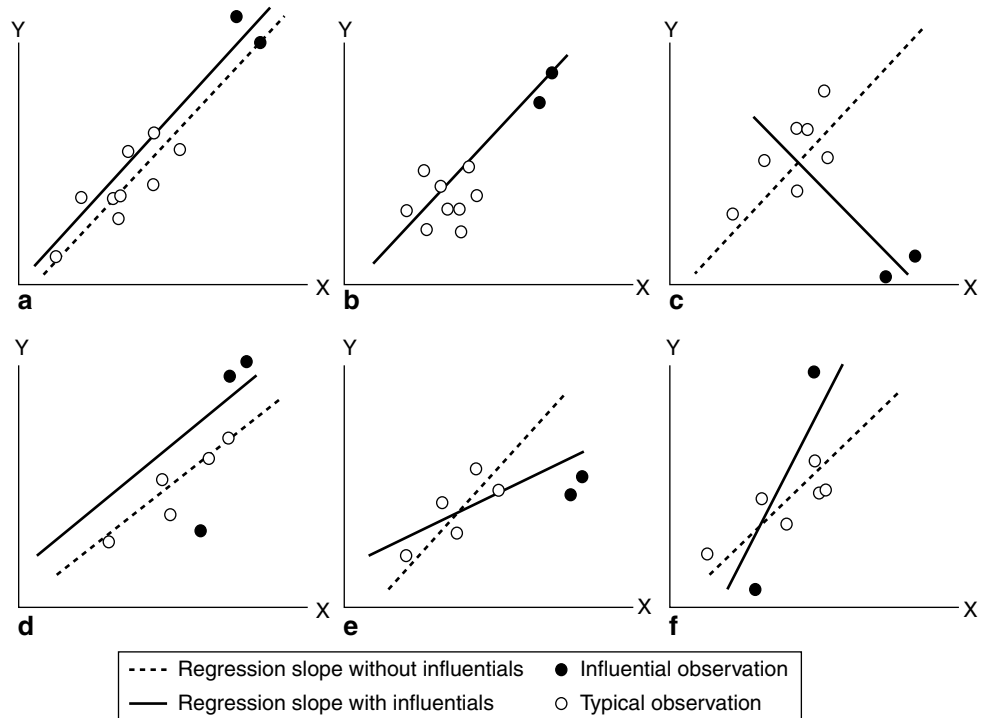 Y
Y
Y
X
X
X
a
b
c
Y
Y
Y
X
X
X
d
e
f
Regression slope without influentials
Influential observation
Regression slope with influentials
Typical observation